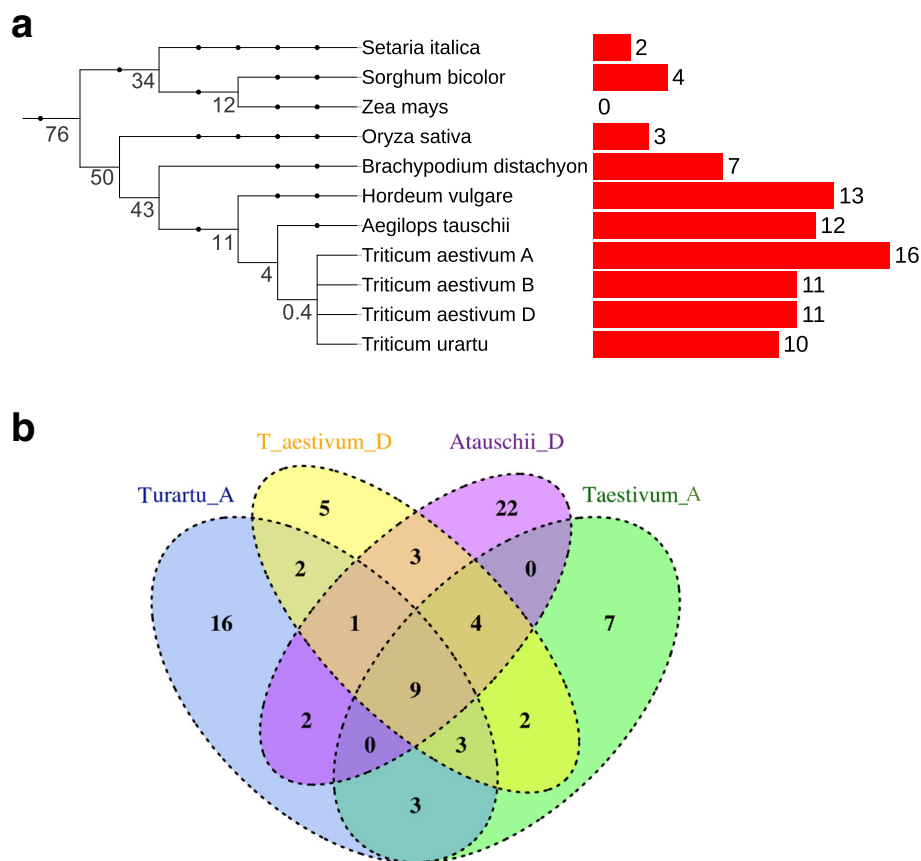 a
Setaria italica 2
34
Sorghum bicolor 4
12
Zea mays 0
76
Oryza sativa 3
50
Brachypodium distachyon 7
43
Hordeum vulgare 13
11
Aegilops tauschii 12
4
Triticum aestivum A 16
Triticum aestivum B 11
0.4
Triticum aestivum D 11
Triticum urartu 10
b
T_aestivum_D Atauschii_D
Turartu_A Taestivum_A
5 22
2 3 0
16 1 4 7
9
2 0 3 2
3